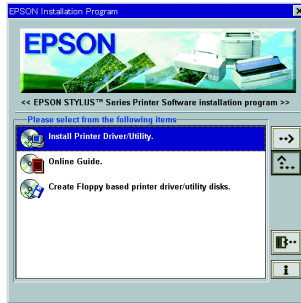 EPSON Installation Program
EPSON
<< EPSON STYLUS™ Series Printer Software installation program >>
Please select from the following items
Install Printer Driver/Utility.
Online Guide.
Create Floppy based printer driver/utility disks.